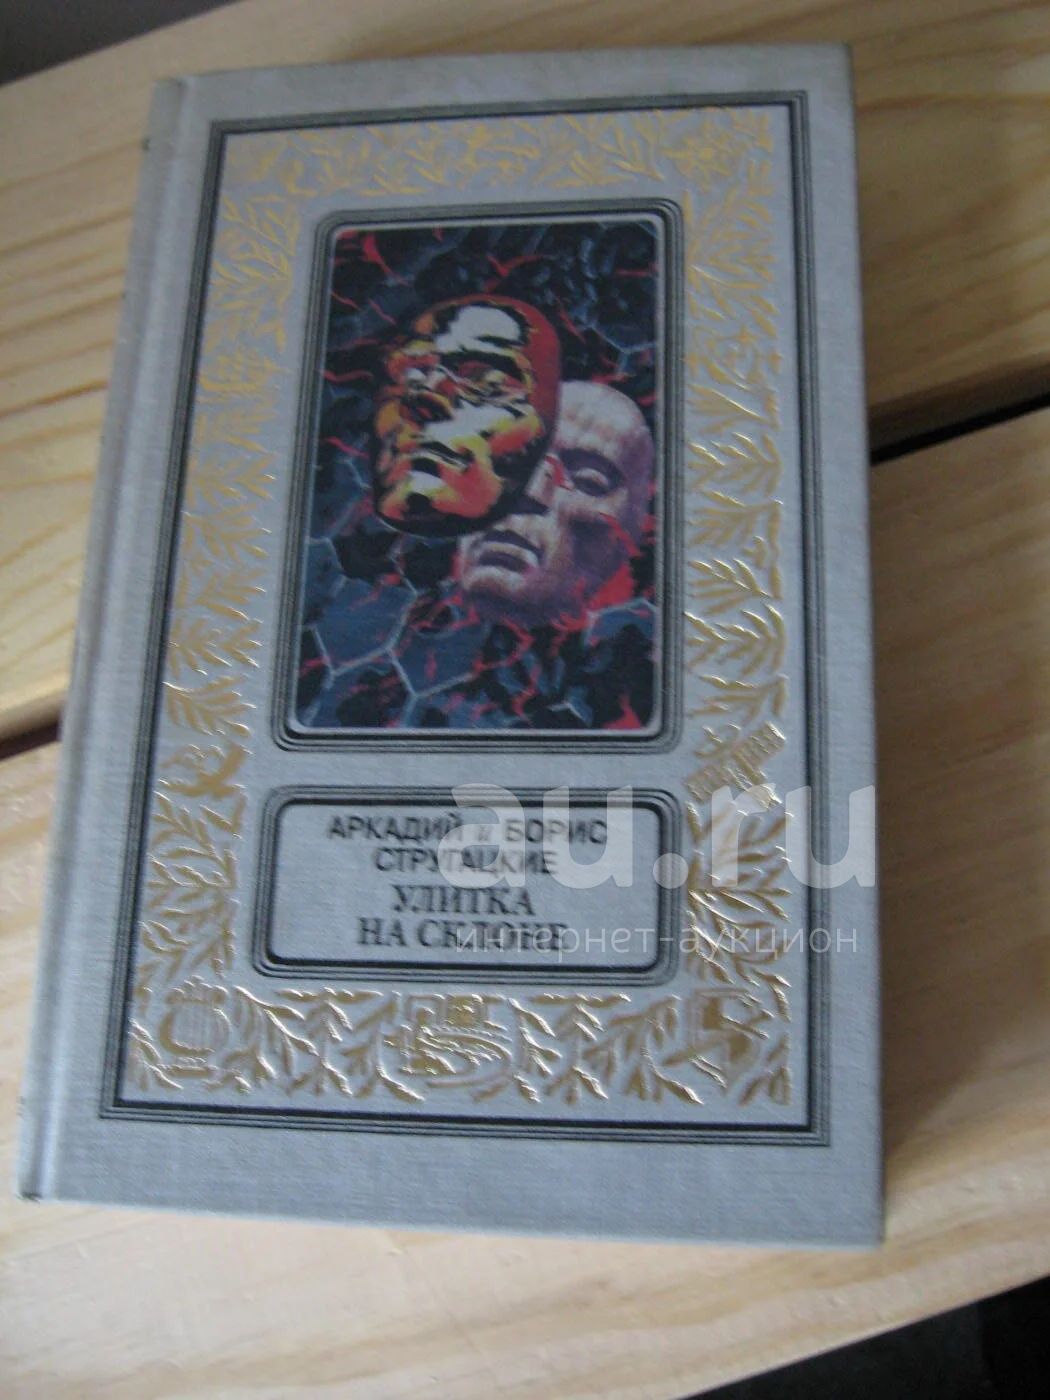 АРКАДИЙ и БОРИС
СТРУГАЦКИЕ
УЛИТКА
НА СКЛОНЕ
au.ru
интернет-аукцион